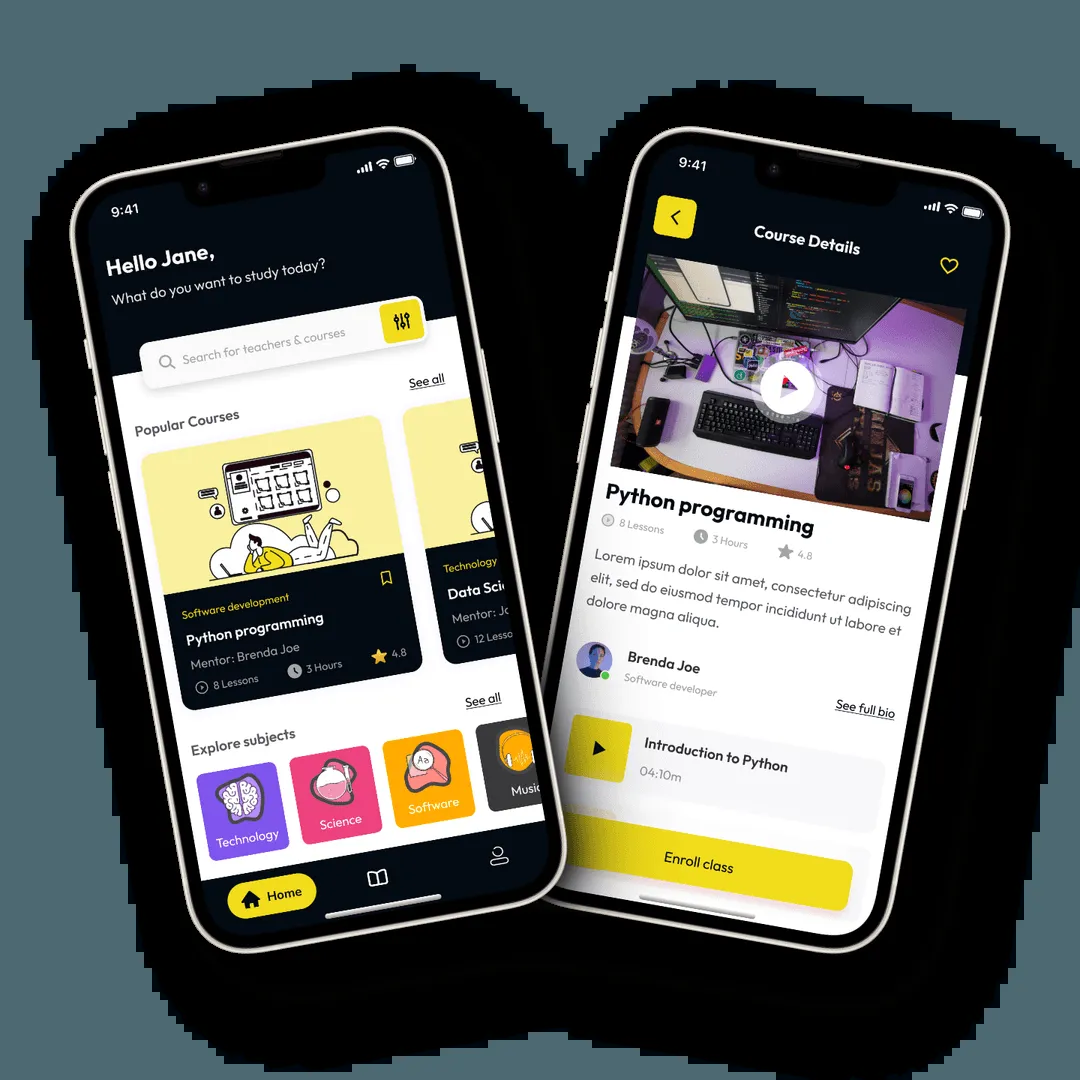 9:41
Hello Jane,
What do you want to study today?
Search for teachers & courses
See all
Popular Courses
Software development
Python programming
Mentor: Brenda Joe
8 Lessons
3 Hours
4.8
Technology
Data Sci
Mentor: Jo
12 Lesso
See all
Explore subjects
Technology
Science
Aa
Software
Music
Home
9:41
Course Details
Python programming
8 Lessons
3 Hours
4.8
Lorem ipsum dolor sit amet, consectetur adipiscing
elit, sed do eiusmod tempor incididunt ut labore et
dolore magna aliqua.
Brenda Joe
Software developer
See full bio
Introduction to Python
04:10m
Enroll class